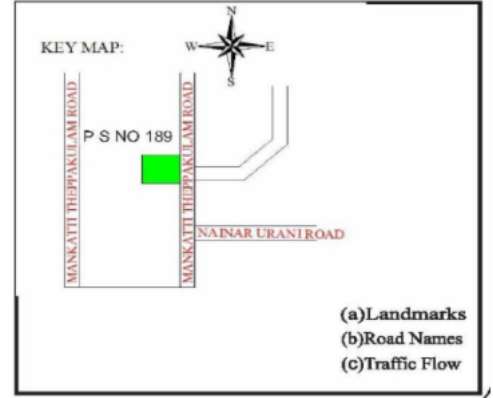 N
KEY MAP:
W
E
S
MANKATTI THEPPAKULAM ROAD
MANKATTI THEPPAKULAM ROAD
P S NO 189
NAINAR URANI ROAD
(a)Landmarks
(b)Road Names
(c)Traffic Flow